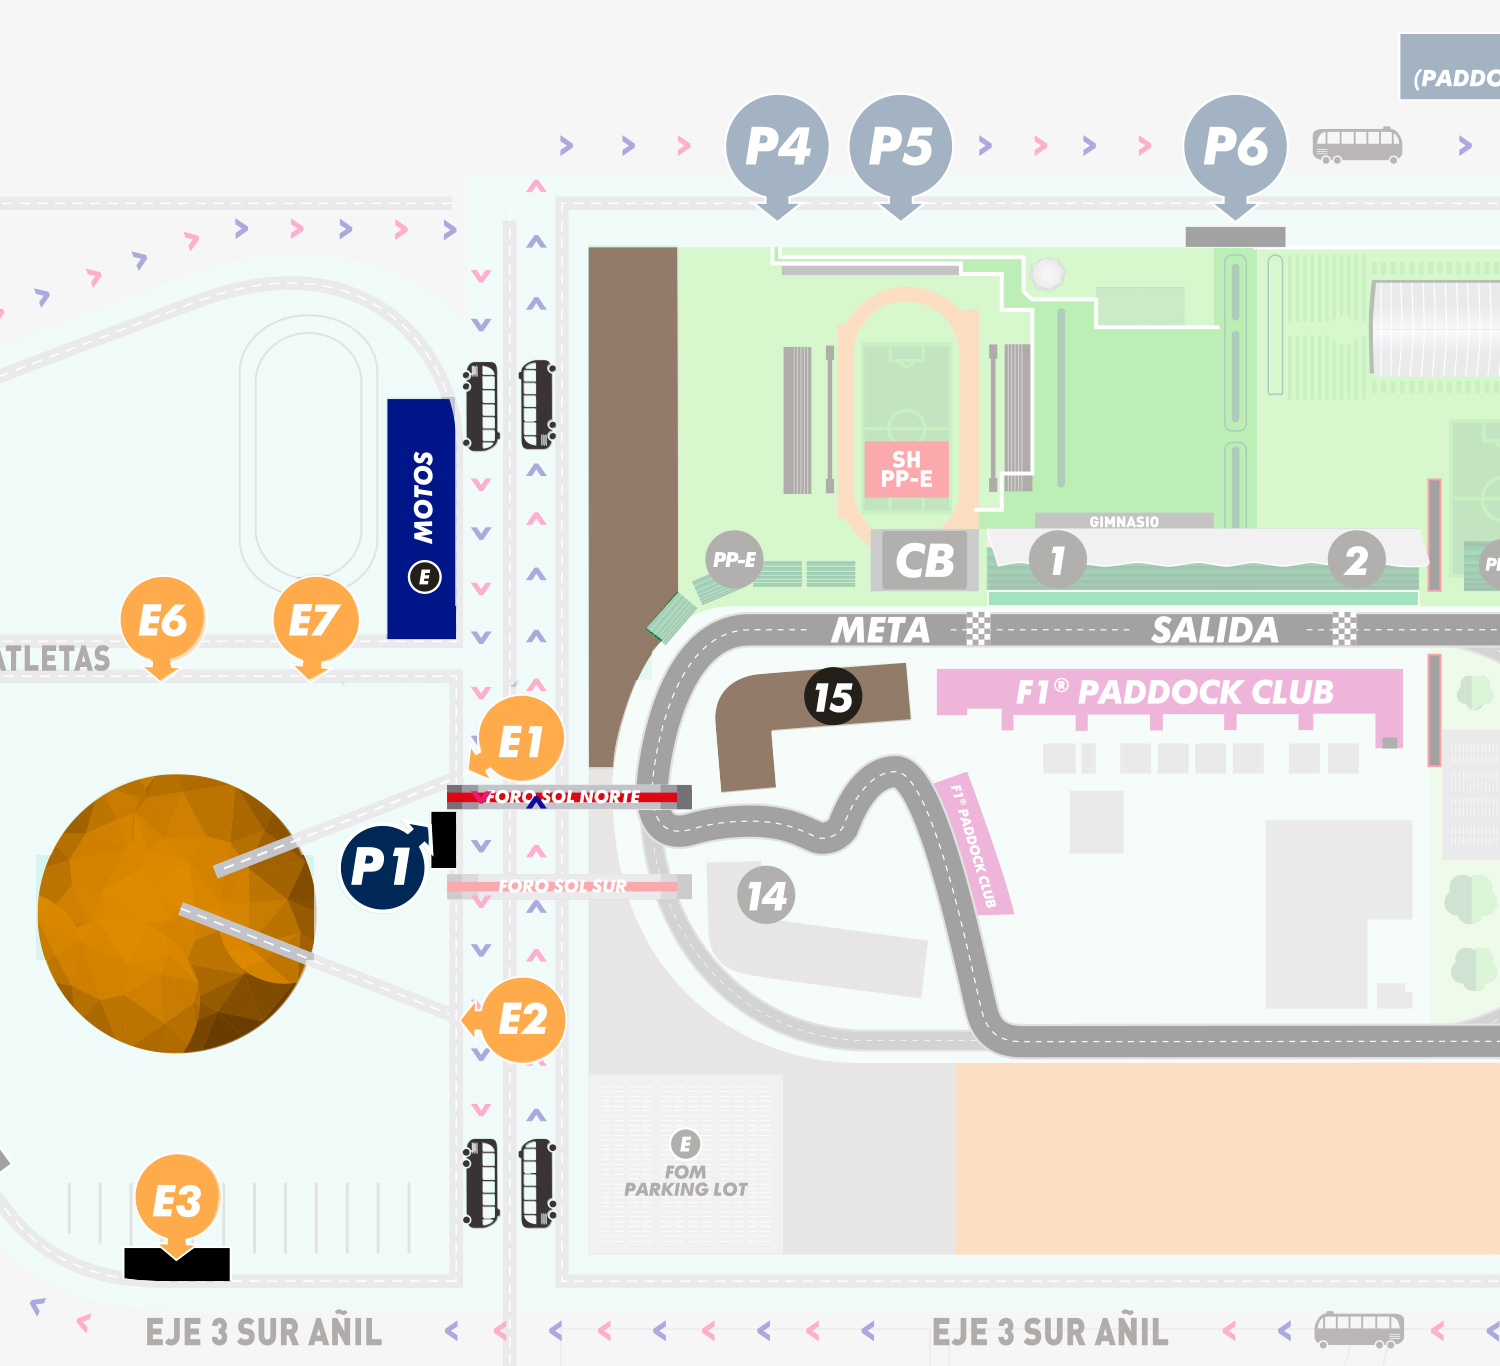 (PADDO
P4
P5
P6
MOTOS
E
SH
PP-E
GIMNASIO
PP-E
CB
1
2
E6
E7
ATLETAS
META
SALIDA
15
F1® PADDOCK CLUB
E1
FORO SOL NORTE
F1® PADDOCK CLUB
P1
FORO SOL SUR
14
E2
E
FOM
PARKING LOT
E3
EJE 3 SUR AÑIL
EJE 3 SUR AÑIL